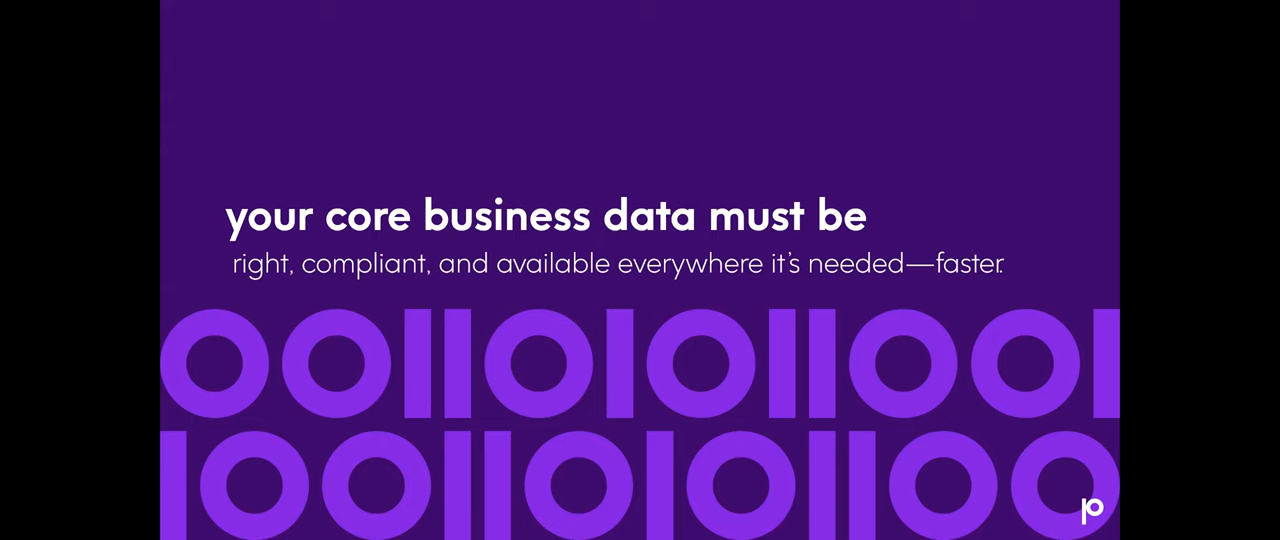 your core business data must be
right, compliant, and available everywhere it's needed—faster.